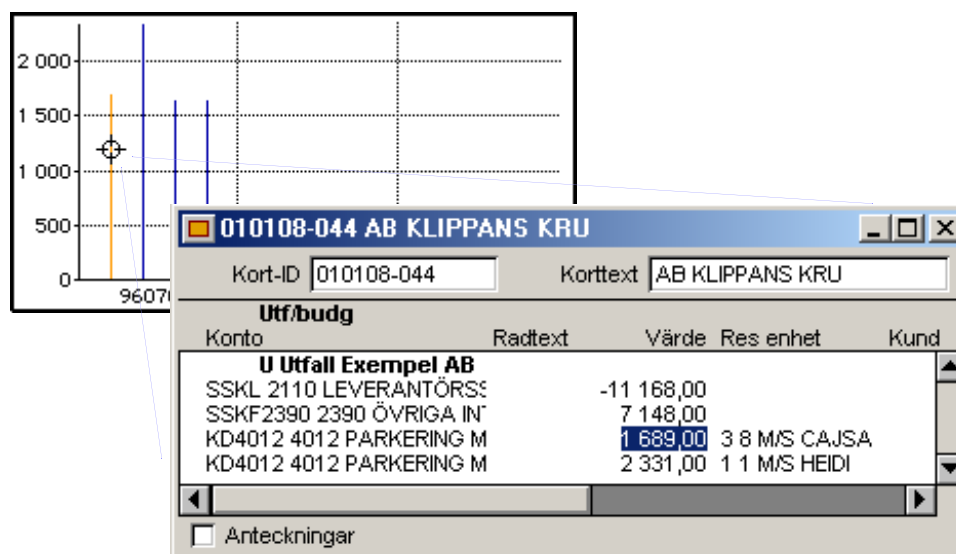 2 000
1 500
1 000
500
0
9607
010108-044 AB KLIPPANS KRU
Kort-ID 010108-044 Korttext AB KLIPPANS KRU
Utf/budg
Konto Radtext Värde Res enhet Kund
U Utfall Exempel AB
SSKL 2110 LEVERANTÖRSS -11 168,00
SSKF2390 2390 ÖVRIGA IN 7 148,00
KD4012 4012 PARKERING M 1 689,00 3 8 M/S CAJSA
KD4012 4012 PARKERING M 2 331,00 1 1 M/S HEIDI
Anteckningar